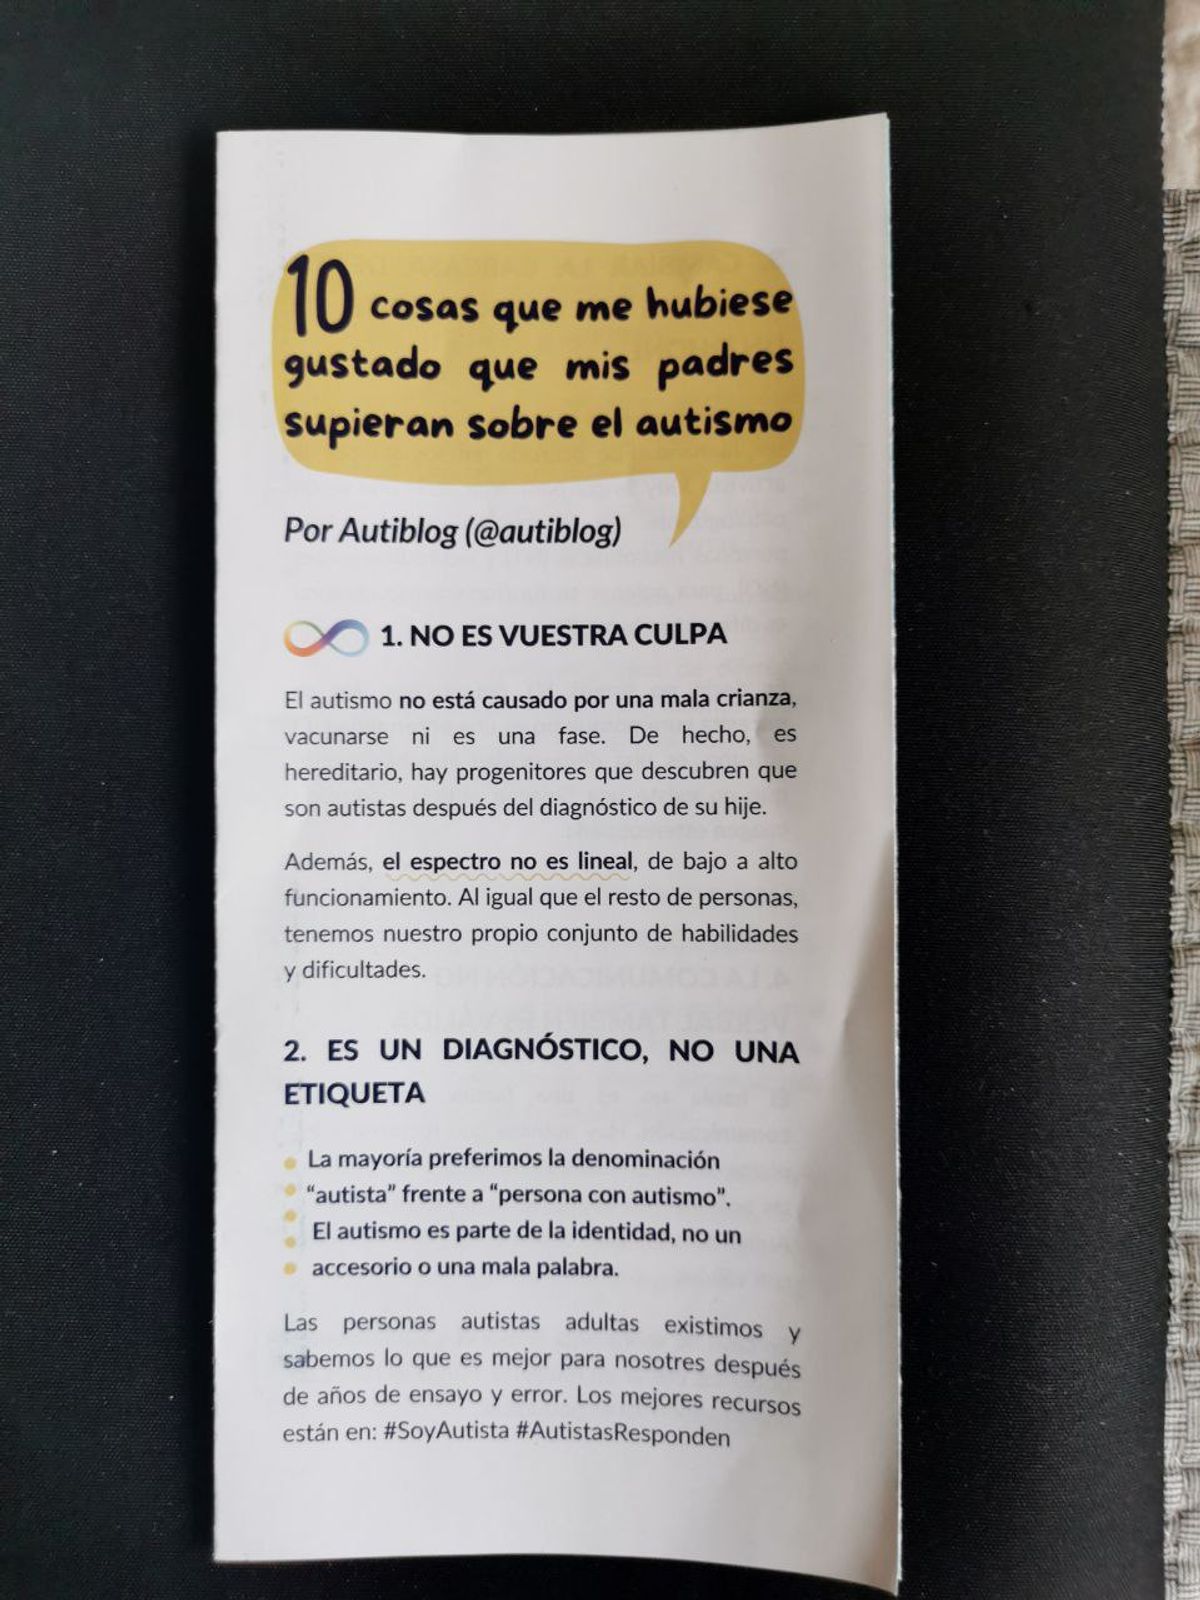 10 cosas que me hubiese
gustado que mis padres
supieran sobre el autismo
Por Autiblog (@autiblog)
1. NO ES VUESTRA CULPA
El autismo no está causado por una mala crianza,
vacunarse ni es una fase. De hecho, es
hereditario, hay progenitores que descubren que
son autistas después del diagnóstico de su hije.
Además, el espectro no es lineal, de bajo a alto
funcionamiento. Al igual que el resto de personas,
tenemos nuestro propio conjunto de habilidades
y dificultades.
2. ES UN DIAGNÓSTICO, NO UNA
ETIQUETA
La mayoría preferimos la denominación
“autista” frente a “persona con autismo”.
El autismo es parte de la identidad, no un
accesorio o una mala palabra.
Las personas autistas adultas existimos y
sabemos lo que es mejor para nosotres después
de años de ensayo y error. Los mejores recursos
están en: #SoyAutista #AutistasResponden